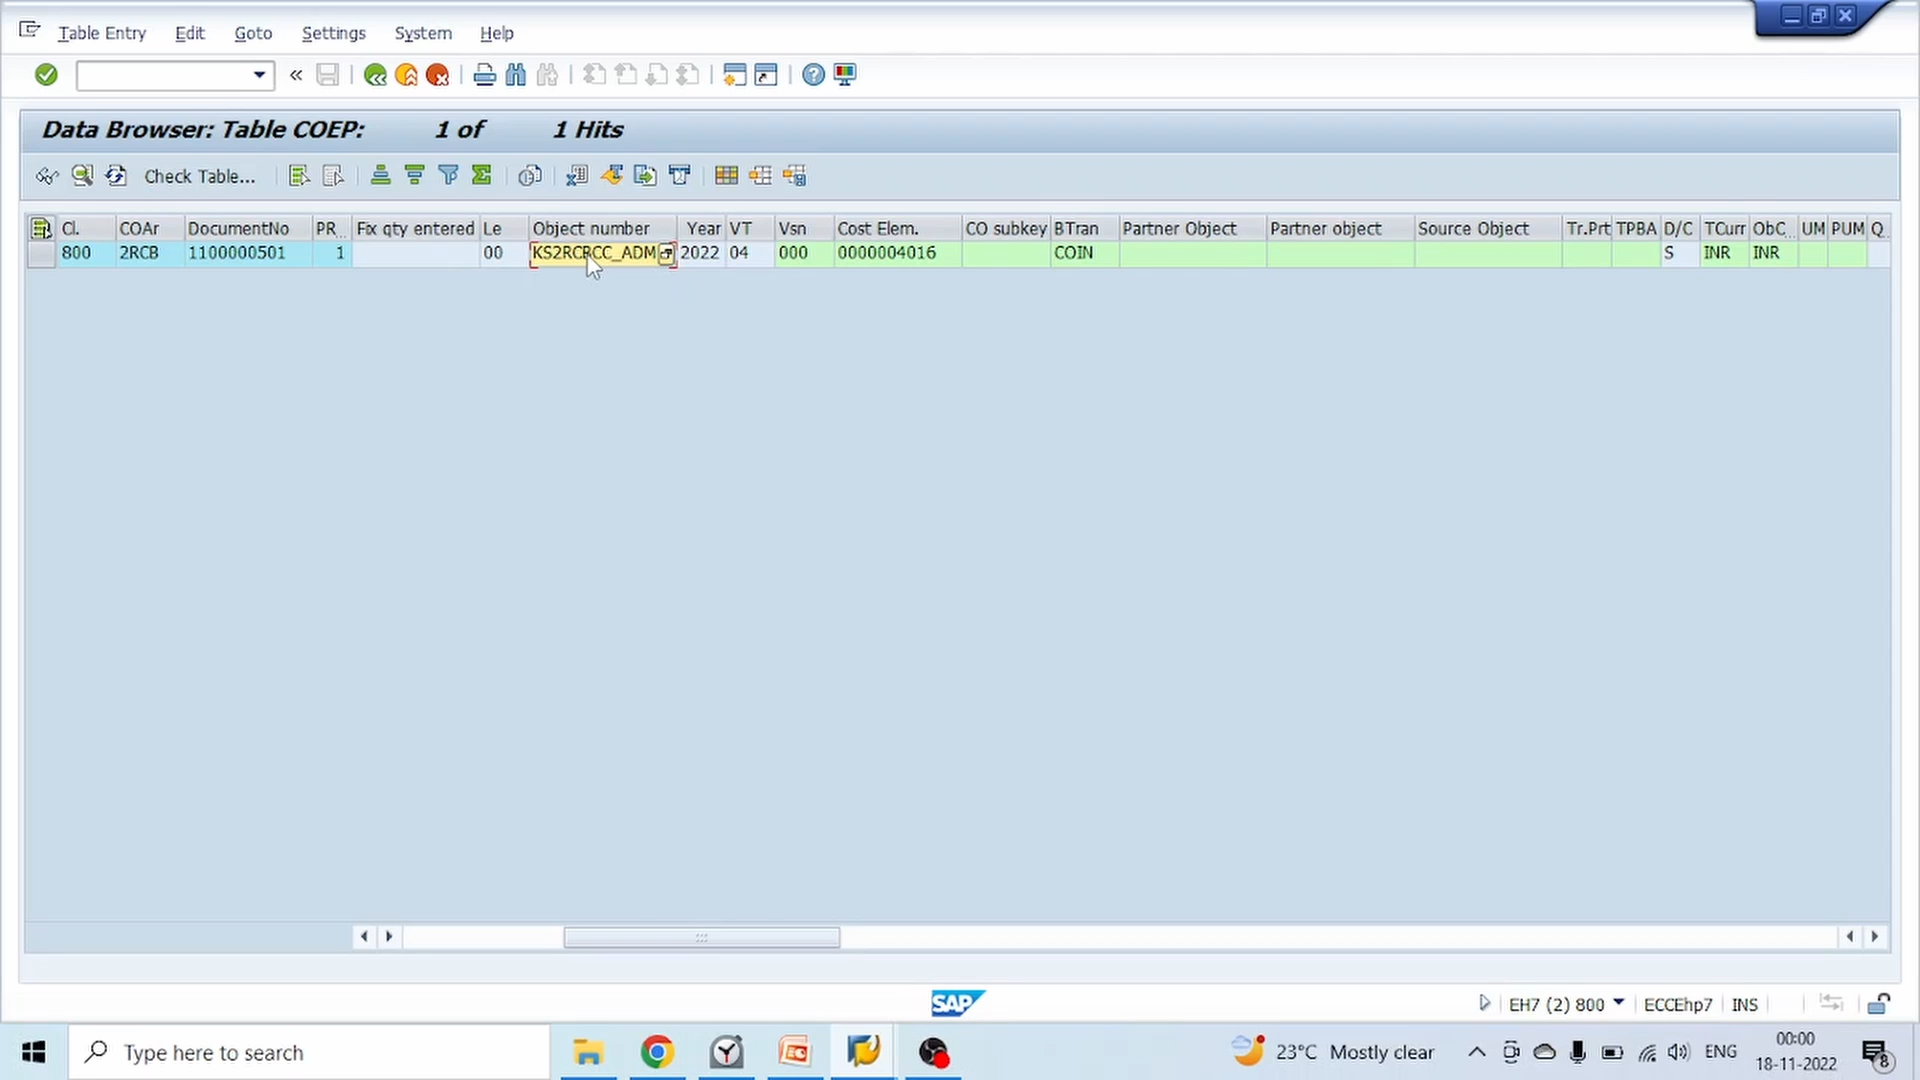 Table Entry Edit Goto Settings System Help
Data Browser: Table COEP: 1 of 1 Hits
Check Table...
Cl. COAr DocumentNo PR.. Fix qty entered Le Object number Year VT Vsn Cost Elem. CO subkey BTran Partner Object Partner object Source Object Tr.Prt TPBA D/C TCurr ObC.. UM PUM Q
800 2RCB 1100000501 1 00 KS2RCBCC_ADM 2022 04 000 0000004016 COIN S INR INR
SAP
EH7 (2) 800 ECCEhp7 INS
Type here to search
23°C Mostly clear
ENG
00:00
18-11-2022
8